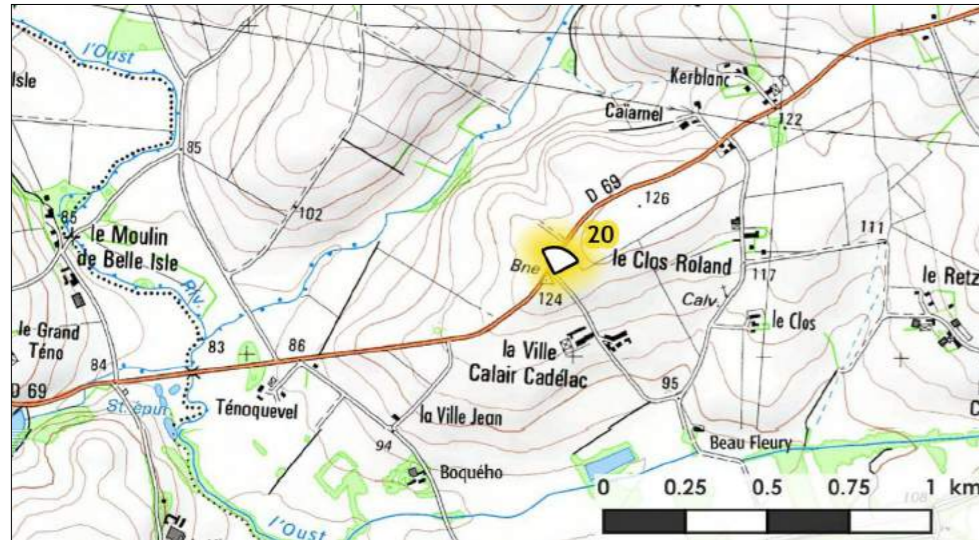 l'Oust
Isle
Kerblanc
Caïarnel
122
85
D 69
126
102
85
le Moulin
de Belle Isle
20
111
Bne
le Clos Roland
117
le Retz
124
Calv.
Riv.
le Grand
Téno
83
la Ville
Calair Cadélac
le Clos
86
84
D 69
95
St. épur.
Ténoquevel
la Ville Jean
94
Beau Fleury
Boquého
l'Oust
0 0.25 0.5 0.75 1 km
108